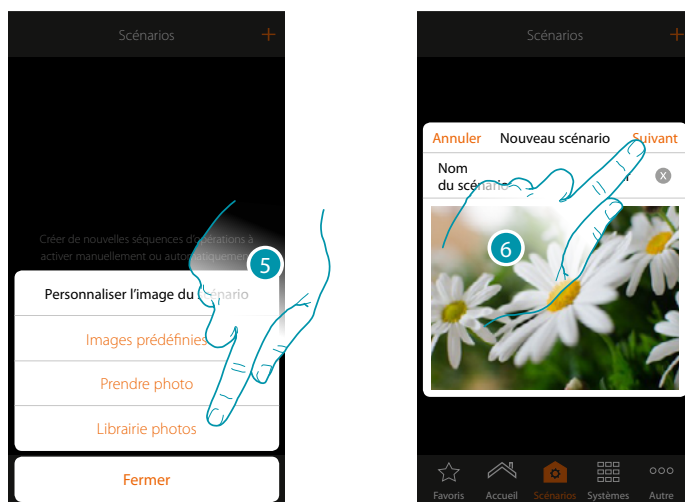 Scénarios
+
Créer de nouvelles séquences d'opérations à
activer manuellement ou automatiquement
5
Personnaliser l'image du scénario
Images prédéfinies
Prendre photo
Librairie photos
Fermer
Scénarios
+
Annuler Nouveau scénario Suivant
Nom
du scénario
X
6
Favoris Accueil Scénarios Systèmes Autre